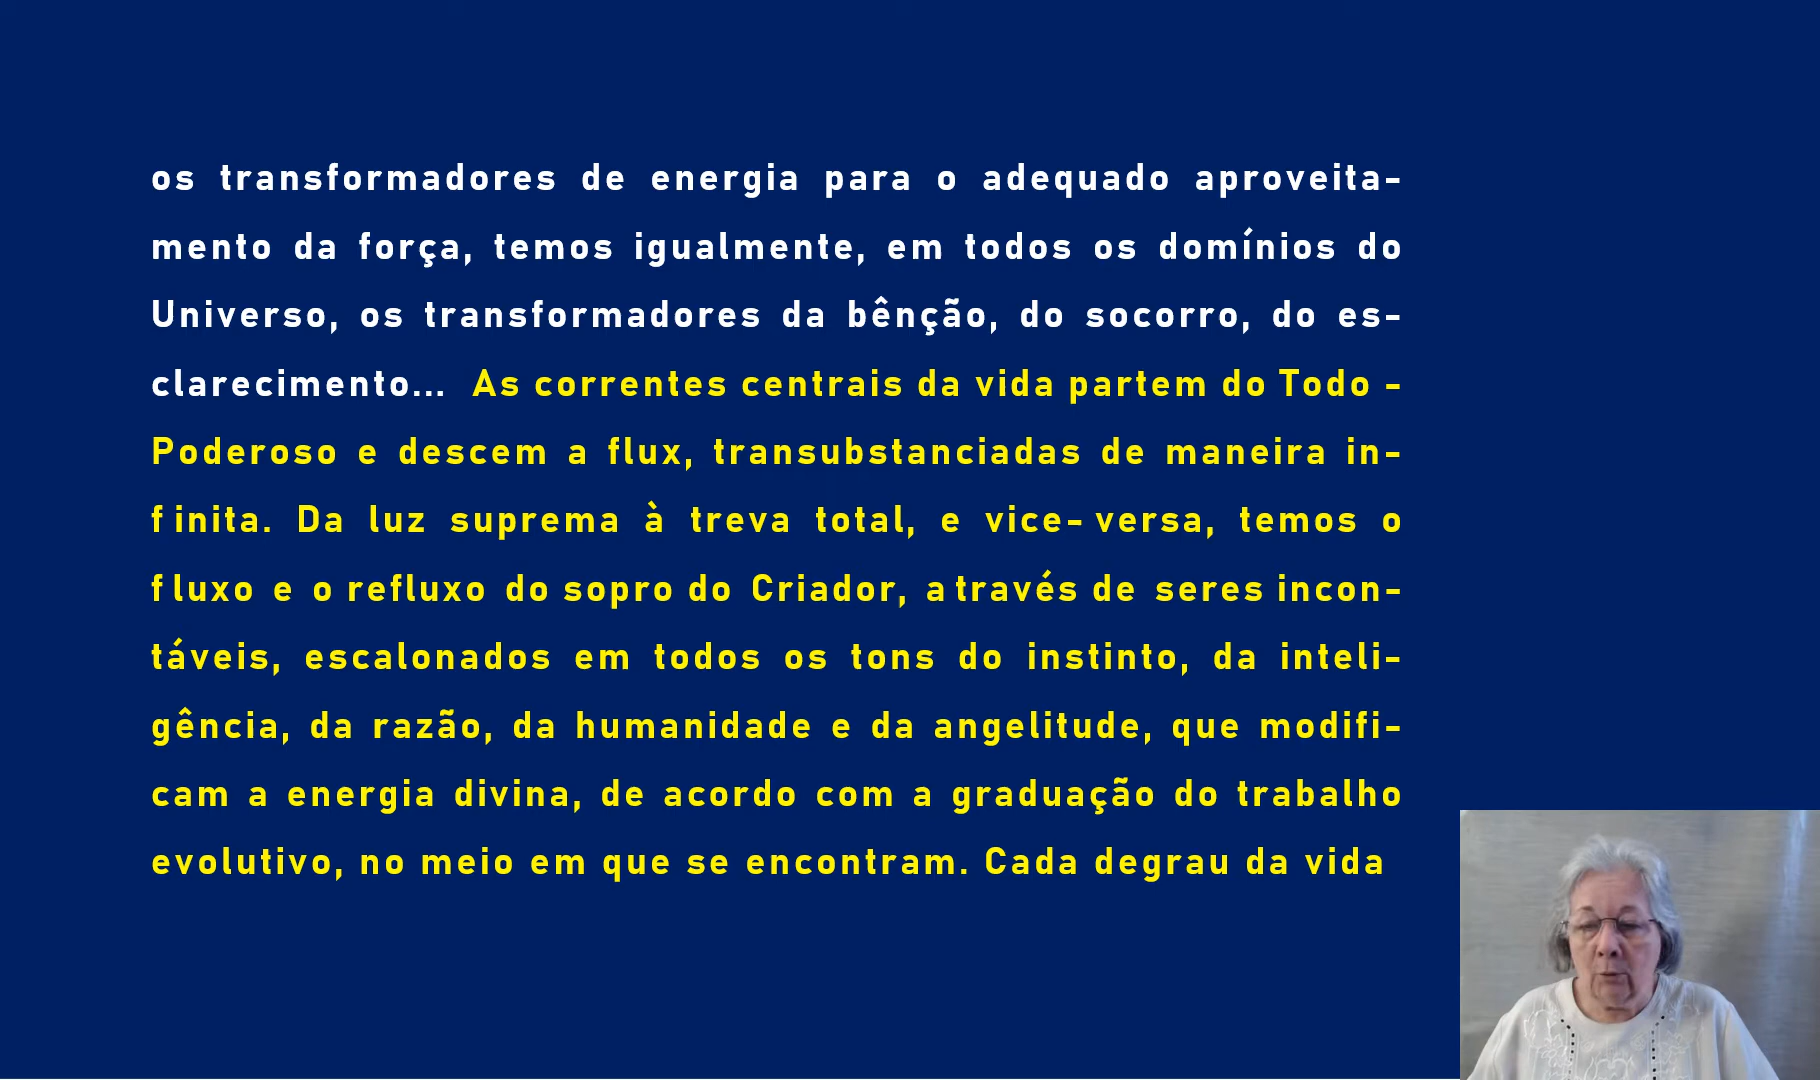 os transformadores de energia para o adequado aproveita-
mento da força, temos igualmente, em todos os domínios do
Universo, os transformadores da bênção, do socorro, do es-
clarecimento... As correntes centrais da vida partem do Todo -
Poderoso e descem a flux, transubstanciadas de maneira in-
finita. Da luz suprema à treva total, e vice-versa, temos o
fluxo e o refluxo do sopro do Criador, através de seres incon-
táveis, escalonados em todos os tons do instinto, da inteli-
gência, da razão, da humanidade e da angelitude, que modifi-
cam a energia divina, de acordo com a graduação do trabalho
evolutivo, no meio em que se encontram. Cada degrau da vida